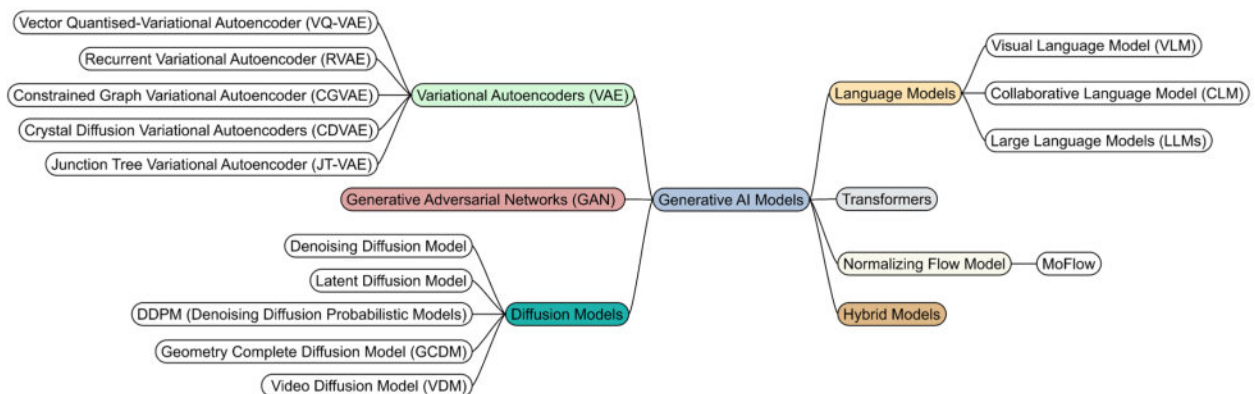 Vector Quantised-Variational Autoencoder (VQ-VAE)
Recurrent Variational Autoencoder (RVAE)
Constrained Graph Variational Autoencoder (CGVAE)
Crystal Diffusion Variational Autoencoders (CDVAE)
Junction Tree Variational Autoencoder (JT-VAE)
Variational Autoencoders (VAE)
Generative Adversarial Networks (GAN)
Denoising Diffusion Model
Latent Diffusion Model
DDPM (Denoising Diffusion Probabilistic Models)
Geometry Complete Diffusion Model (GCDM)
Video Diffusion Model (VDM)
Diffusion Models
Generative AI Models
Language Models
Visual Language Model (VLM)
Collaborative Language Model (CLM)
Large Language Models (LLMs)
Transformers
Normalizing Flow Model
MoFlow
Hybrid Models